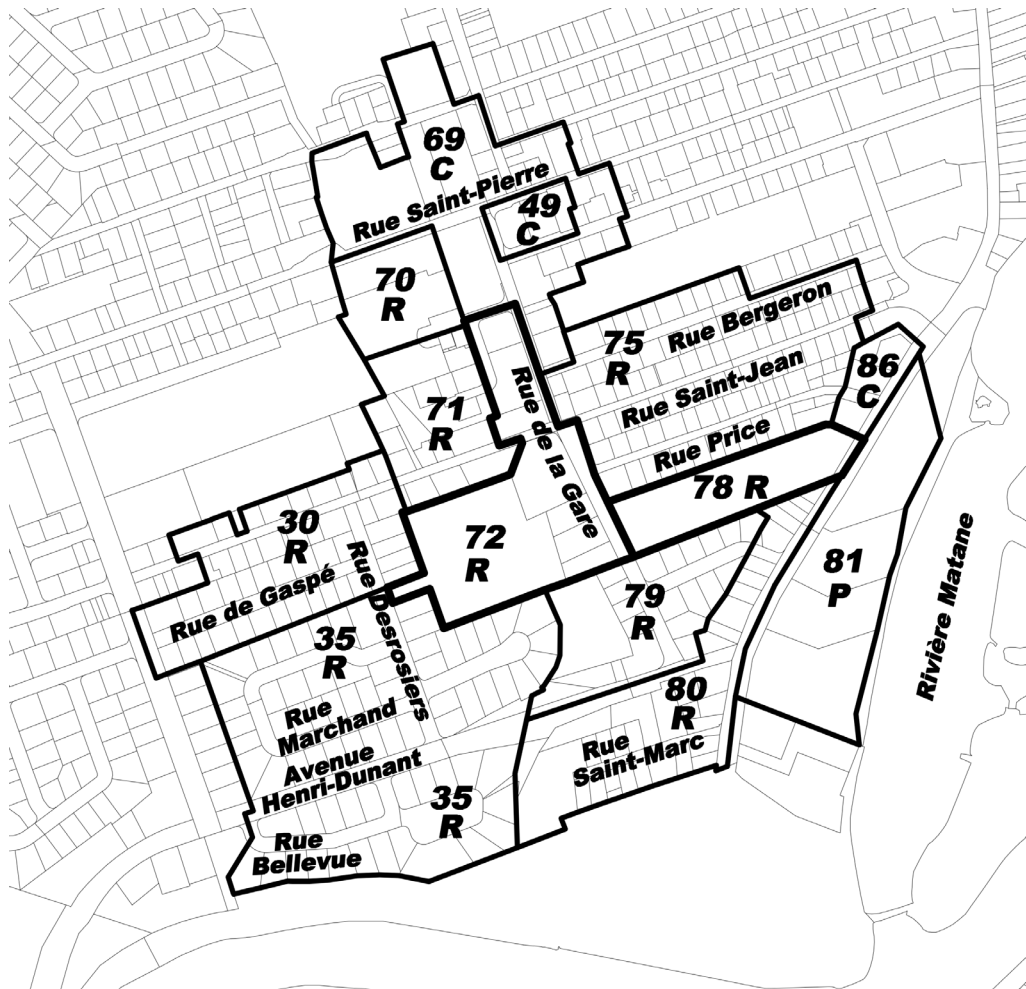 69
C
Rue Saint-Pierre
49
C
70
R
Rue Bergeron
75
R
Rue Saint-Jean
86
C
Rue de la Gare
71
R
Rue Price
78 R
30
R
72
R
Rue Desrosiers
Rue de Gaspé
81
P
Rivière Matane
79
R
35
R
80
R
Rue
Marchand
Rue
Saint-Marc
Avenue
Henri-Dunant
35
R
Rue
Bellevue